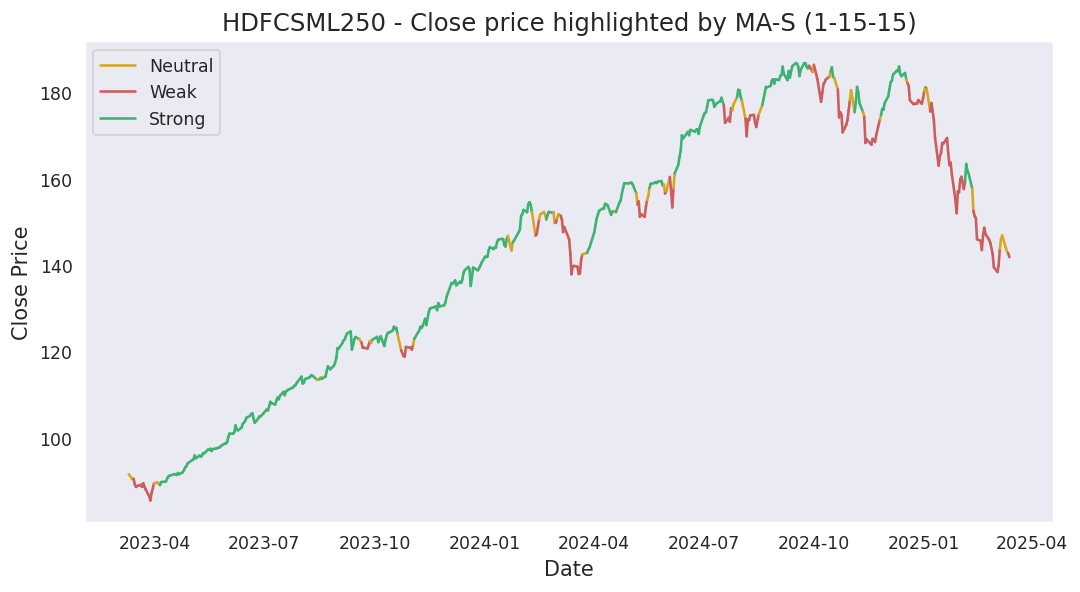 HDFCSML250 - Close price highlighted by MA-S (1-15-15)
Neutral
Weak
Strong
Close Price
180
160
140
120
100
2023-04 2023-07 2023-10 2024-01 2024-04 2024-07 2024-10 2025-01 2025-04
Date